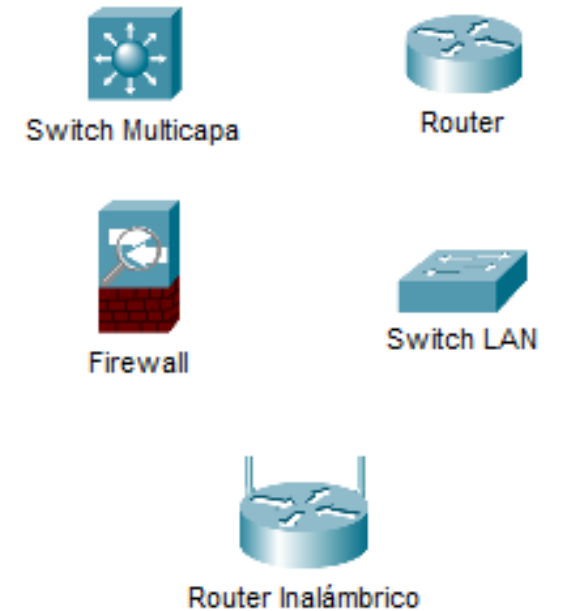 Switch Multicapa
Router
Firewall
Switch LAN
Router Inalámbrico